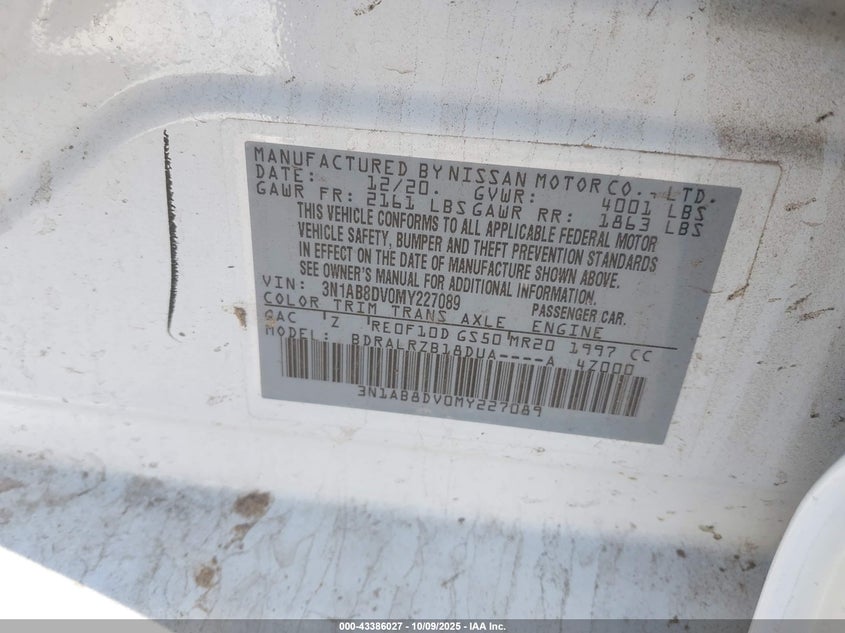 MANUFACTURED BY NISSAN MOTOR CO., LTD.
DATE: 12/20. GVWR: 4001 LBS
GAWR FR: 2161 LBS GAWR RR: 1863 LBS
THIS VEHICLE CONFORMS TO ALL APPLICABLE FEDERAL MOTOR
VEHICLE SAFETY, BUMPER AND THEFT PREVENTION STANDARDS
IN EFFECT ON THE DATE OF MANUFACTURE SHOWN ABOVE.
SEE OWNER'S MANUAL FOR ADDITIONAL INFORMATION.
VIN: 3N1AB8DV0MY227089 PASSENGER CAR.
COLOR TRIM TRANS AXLE ENGINE
QAC Z RE0F10D GS50 MR20 1997 CC
MODEL: BDRALRZB18DUA----A 4Z000
3N1AB8DV0MY227089
000-43386027 - 10/09/2025 - IAA Inc.